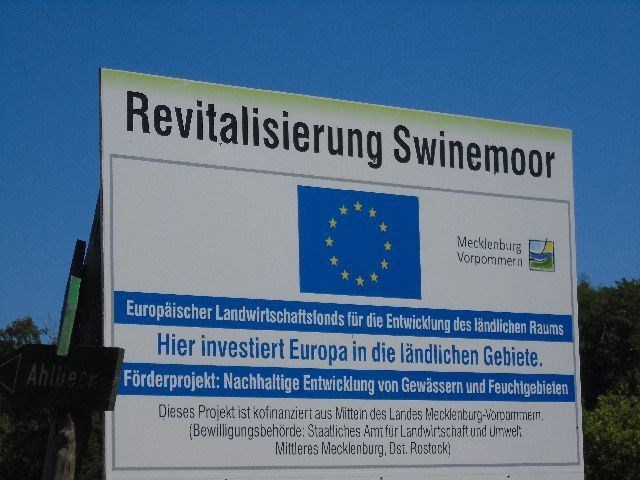 Revitalisierung Swinemoor
Mecklenburg
Vorpommern
Europäischer Landwirtschaftsfonds für die Entwicklung des ländlichen Raums
Hier investiert Europa in die ländlichen Gebiete.
Förderprojekt: Nachhaltige Entwicklung von Gewässern und Feuchtgebieten
Dieses Projekt ist kofinanziert aus Mitteln des Landes Mecklenburg-Vorpommern.
(Bewilligungsbehörde: Staatliches Amt für Landwirtschaft und Umwelt
Mittleres Mecklenburg, Dst. Rostock)
Ahlbeck